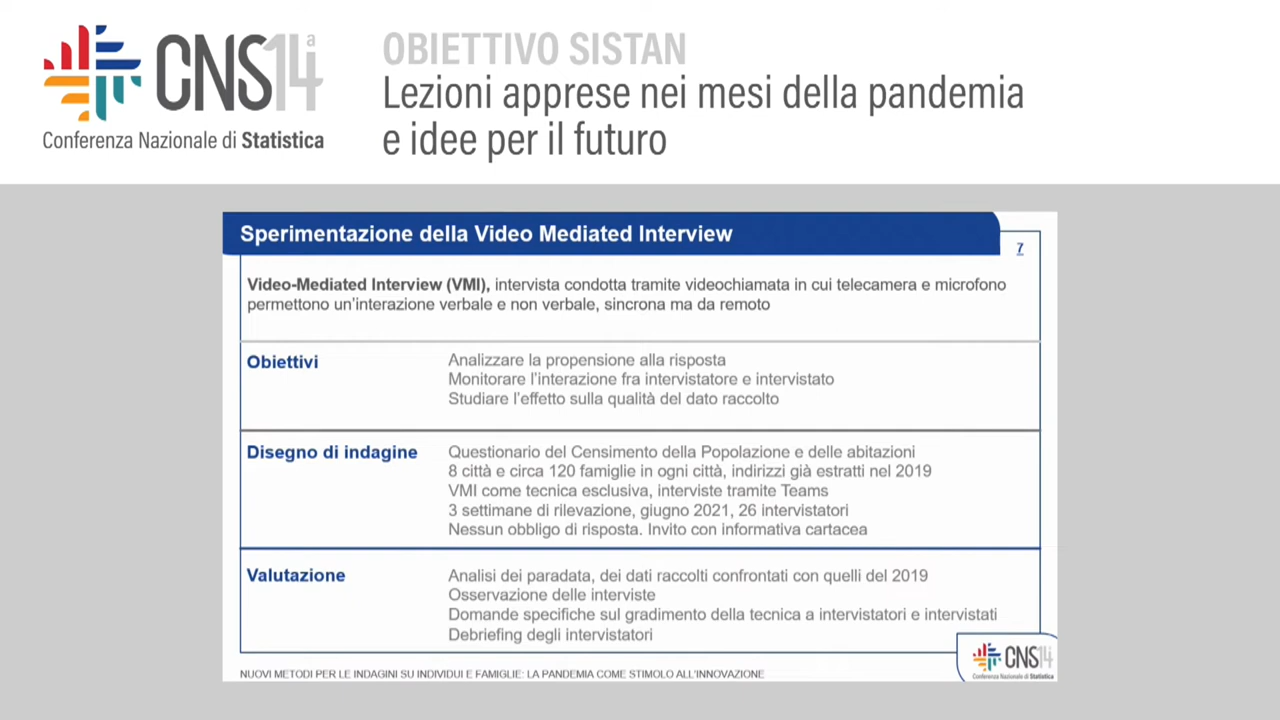 CNS14a
Conferenza Nazionale di Statistica
OBIETTIVO SISTAN
Lezioni apprese nei mesi della pandemia
e idee per il futuro
Sperimentazione della Video Mediated Interview
7
Video-Mediated Interview (VMI), intervista condotta tramite videochiamata in cui telecamera e microfono
permettono un'interazione verbale e non verbale, sincrona ma da remoto
Obiettivi
Analizzare la propensione alla risposta
Monitorare l'interazione fra intervistatore e intervistato
Studiare l'effetto sulla qualità del dato raccolto
Disegno di indagine
Questionario del Censimento della Popolazione e delle abitazioni
8 città e circa 120 famiglie in ogni città, indirizzi già estratti nel 2019
VMI come tecnica esclusiva, interviste tramite Teams
3 settimane di rilevazione, giugno 2021, 26 intervistatori
Nessun obbligo di risposta. Invito con informativa cartacea
Valutazione
Analisi dei paradata, dei dati raccolti confrontati con quelli del 2019
Osservazione delle interviste
Domande specifiche sul gradimento della tecnica a intervistatori e intervistati
Debriefing degli intervistatori
NUOVI METODI PER LE INDAGINI SU INDIVIDUI E FAMIGLIE: LA PANDEMIA COME STIMOLO ALL'INNOVAZIONE
CNS14a
Conferenza Nazionale di Statistica